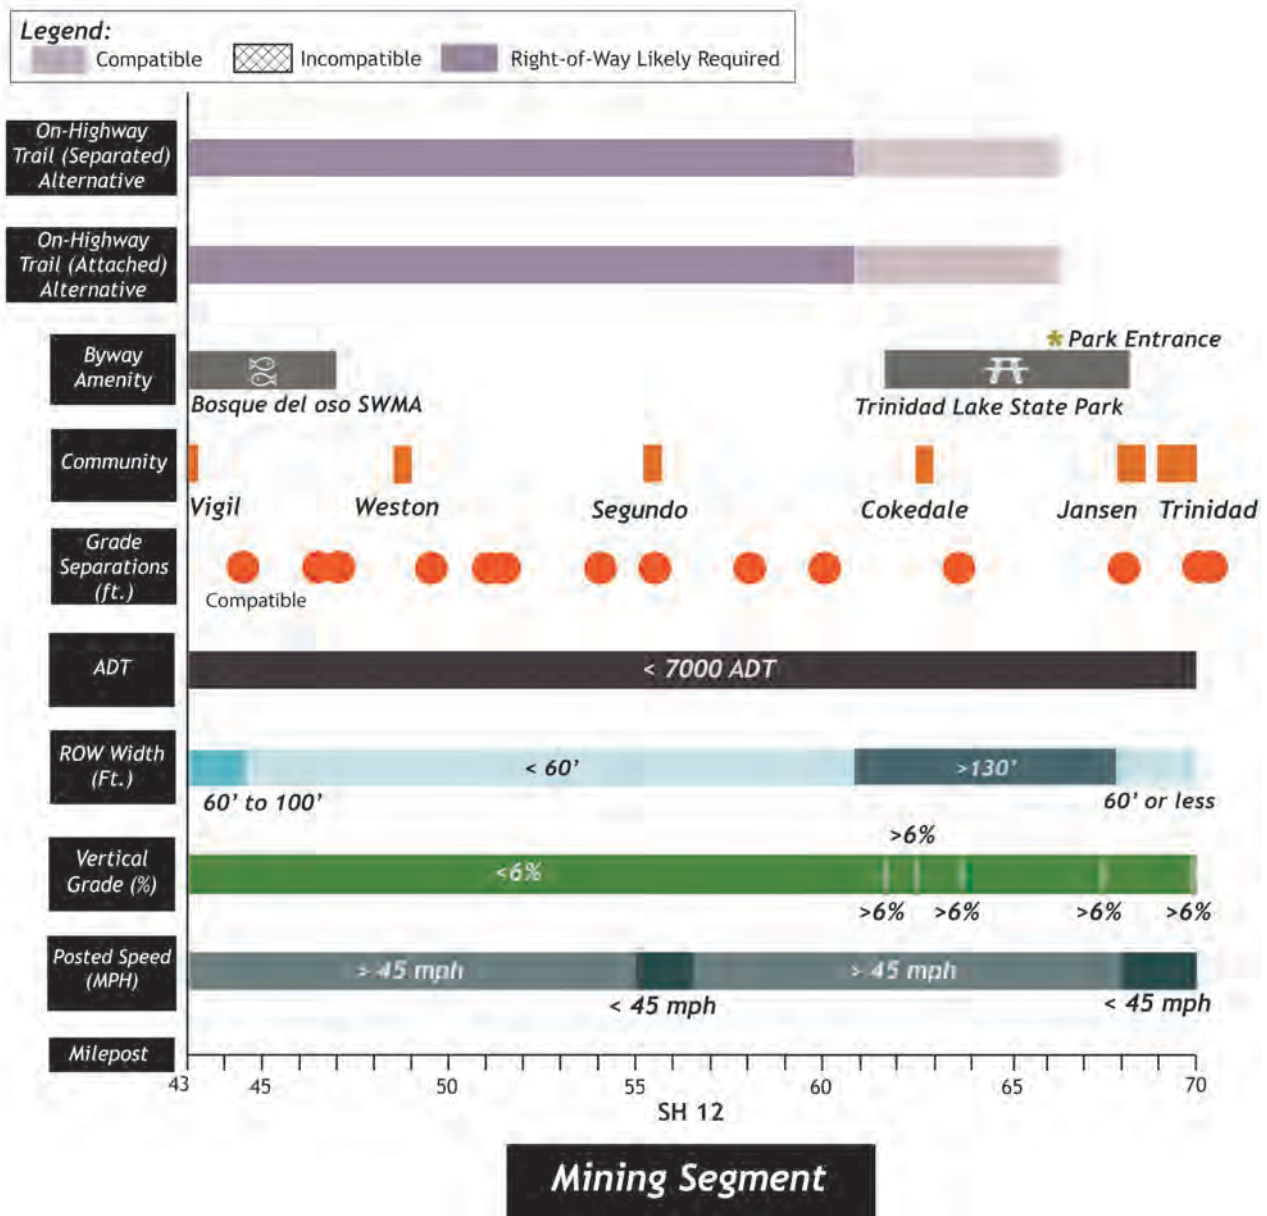 Legend:
Compatible
Incompatible
Right-of-Way Likely Required
On-Highway
Trail (Separated)
Alternative
On-Highway
Trail (Attached)
Alternative
Byway
Amenity
* Park Entrance
Bosque del oso SWMA
Trinidad Lake State Park
Community
Vigil
Weston
Segundo
Cokedale
Jansen
Trinidad
Grade
Separations
(ft.)
Compatible
ADT
< 7000 ADT
ROW Width
(Ft.)
< 60'
>130'
60' to 100'
60' or less
Vertical
Grade (%)
>6%
<6%
>6%
>6%
>6%
>6%
Posted Speed
(MPH)
> 45 mph
> 45 mph
< 45 mph
< 45 mph
Milepost
43
45
50
55
60
65
70
SH 12
Mining Segment